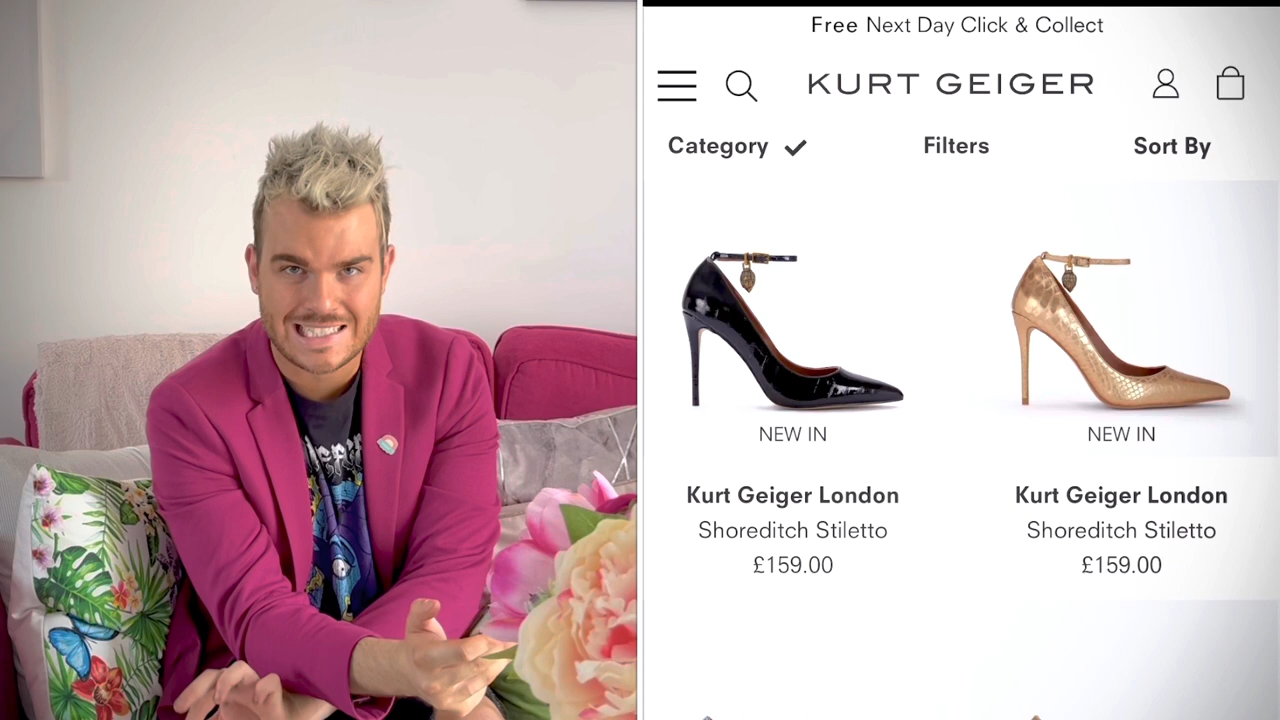 Free Next Day Click & Collect
KURT GEIGER
Category
Filters
Sort By
NEW IN
NEW IN
Kurt Geiger London
Shoreditch Stiletto
£159.00
Kurt Geiger London
Shoreditch Stiletto
£159.00